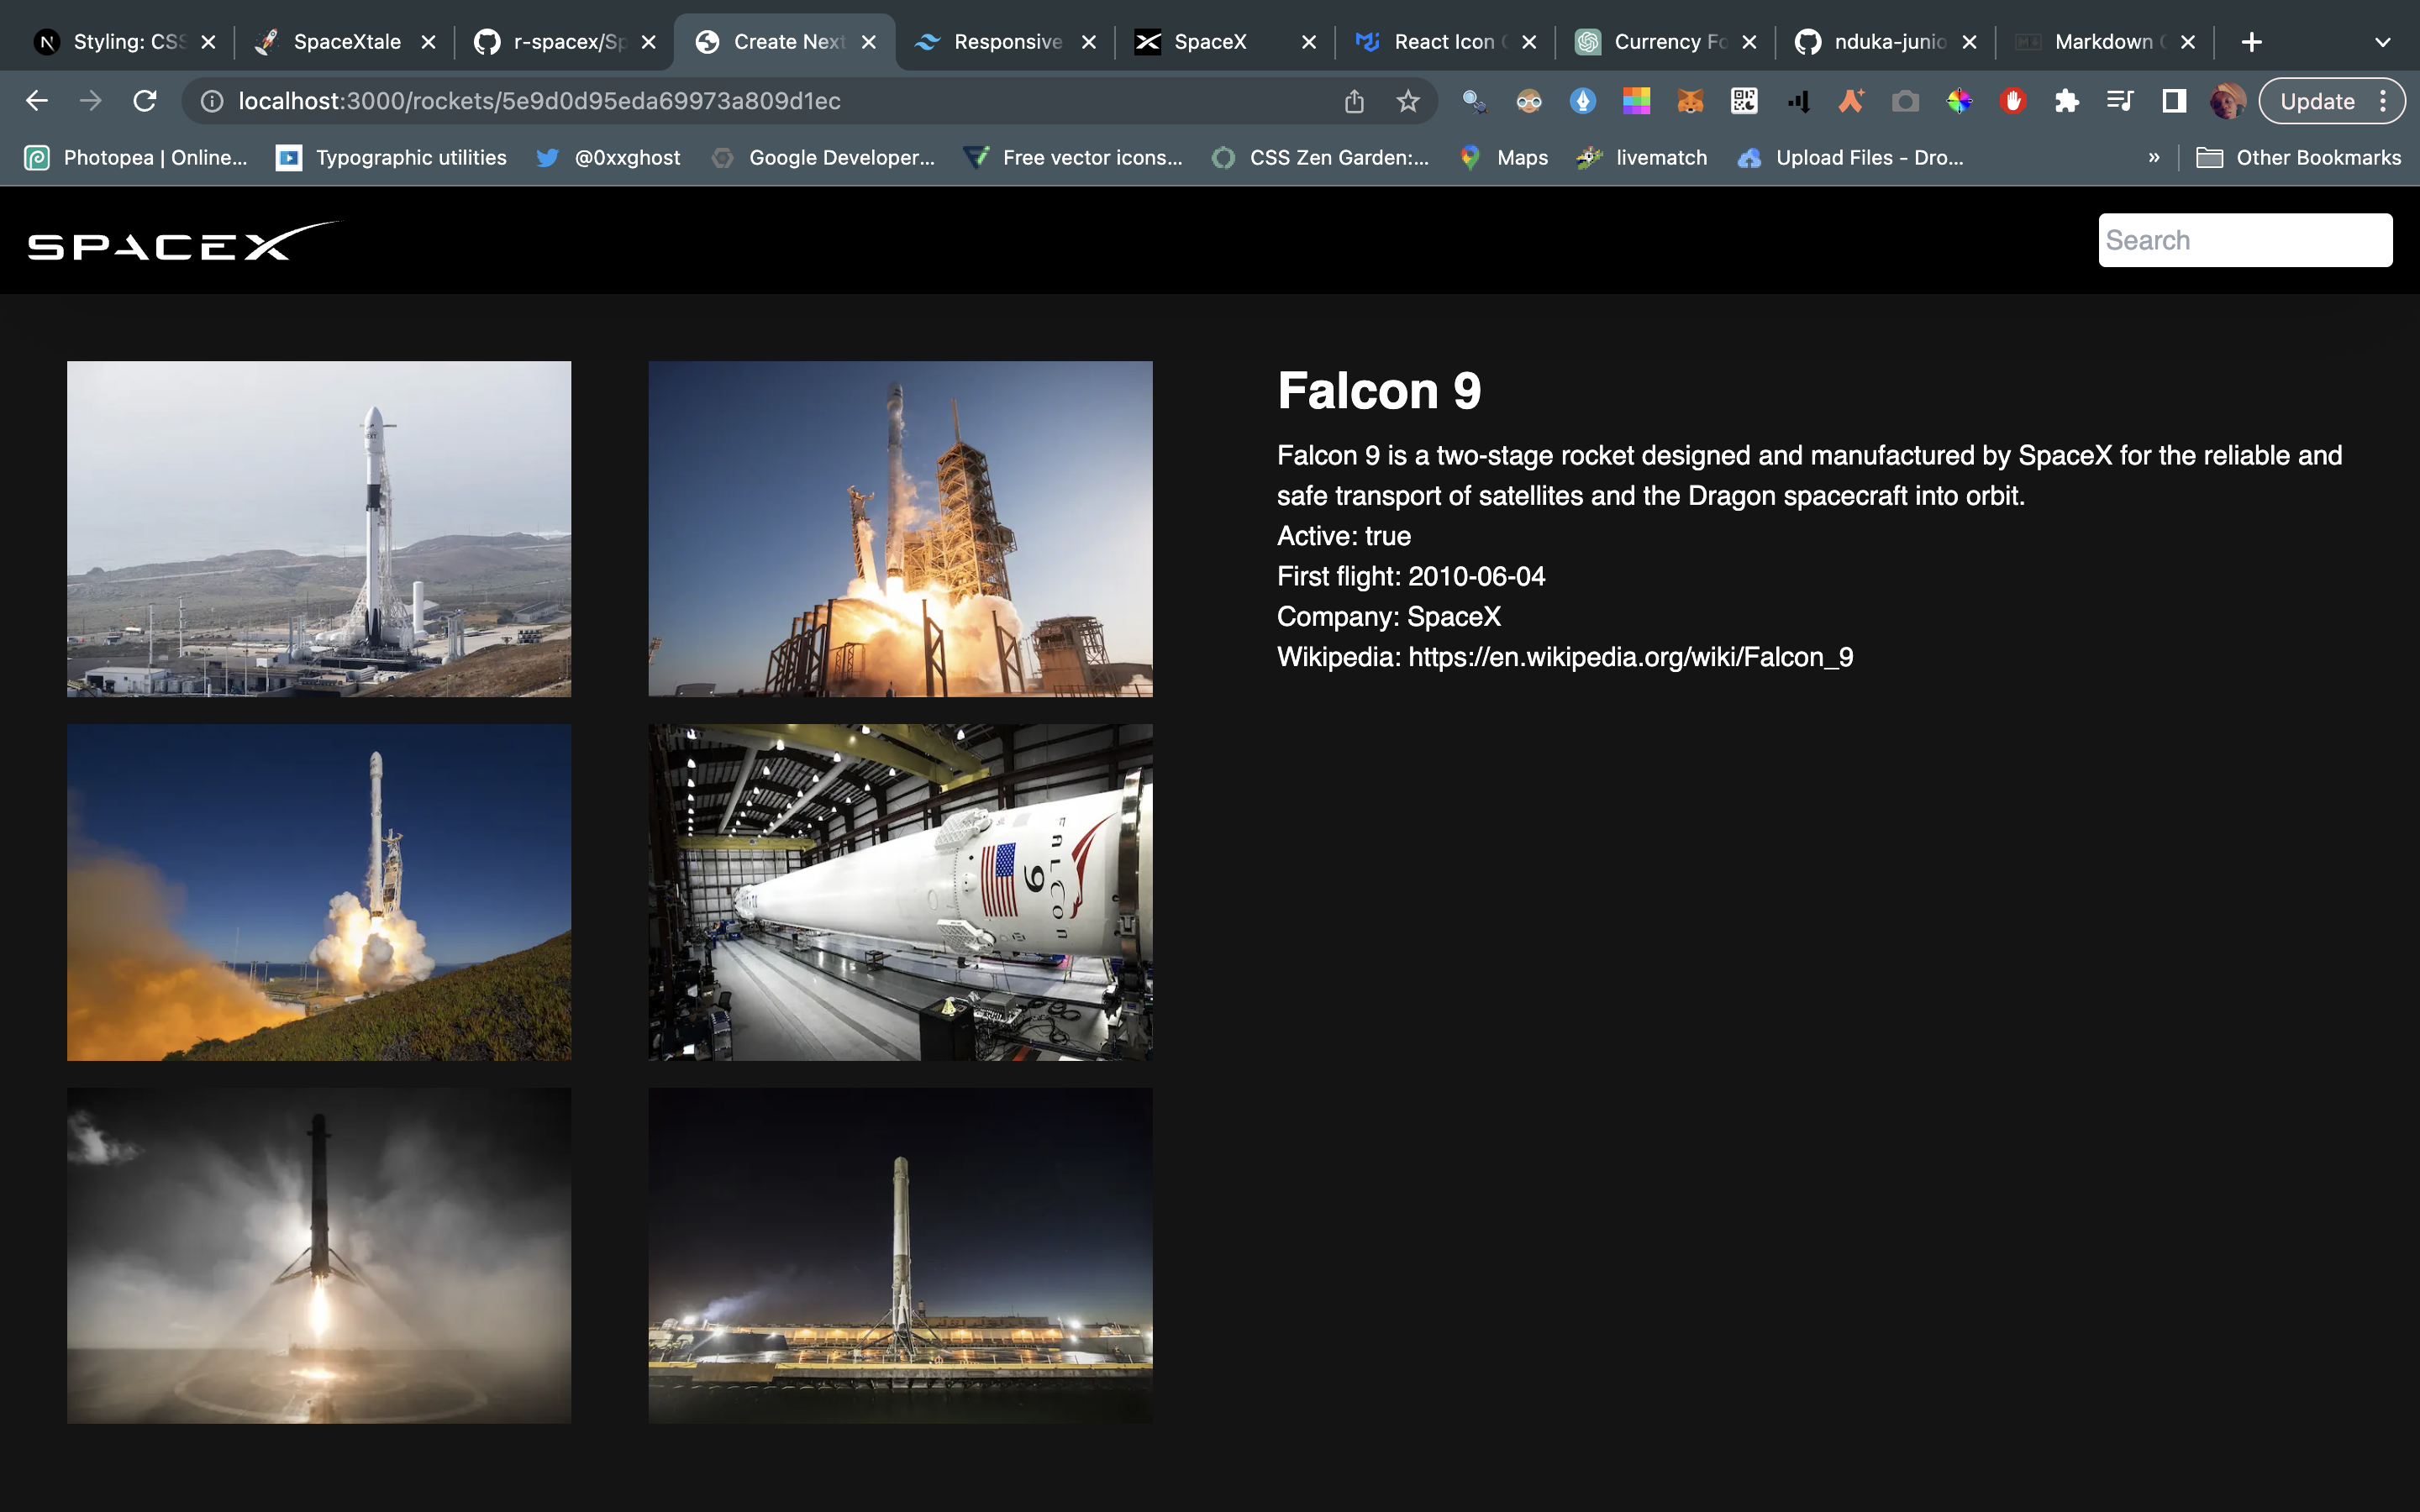 Styling: CSS
SpaceXtale
r-spacex/Sp
Create Next
Responsive
SpaceX
React Icon
Currency Fo
nduka-junio
Markdown
localhost:3000/rockets/5e9d0d95eda69973a809d1ec
Update
Photopea | Online...
Typographic utilities
@0xxghost
Google Developer...
Free vector icons...
CSS Zen Garden:...
Maps
livematch
Upload Files - Dro...
»
Other Bookmarks
SPACEX
Search
Falcon 9
Falcon 9 is a two-stage rocket designed and manufactured by SpaceX for the reliable and
safe transport of satellites and the Dragon spacecraft into orbit.
Active: true
First flight: 2010-06-04
Company: SpaceX
Wikipedia: https://en.wikipedia.org/wiki/Falcon_9
FALCON
9